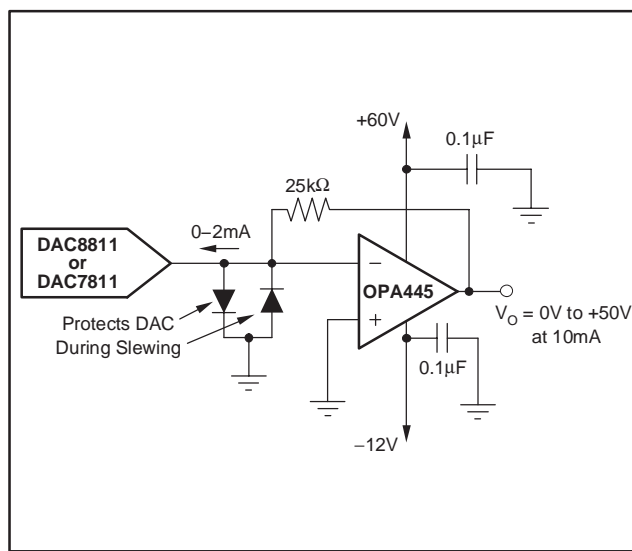 +60V
0.1µF
25kΩ
0–2mA
DAC8811
or
DAC7811
−
OPA445
+
Protects DAC
During Slewing
V_O = 0V to +50V
at 10mA
0.1µF
−12V